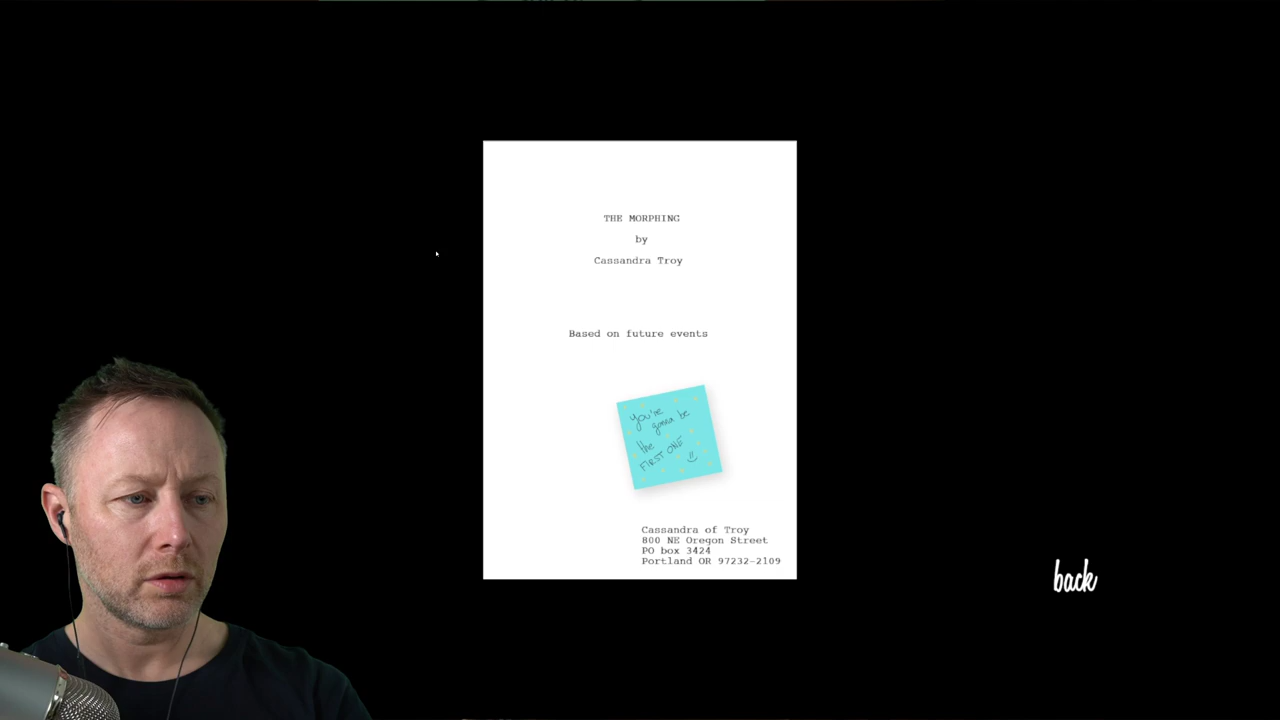 THE MORPHING
by
Cassandra Troy
Based on future events
you're
gonna be
the
FIRST ONE
Cassandra of Troy
800 NE Oregon Street
PO box 3424
Portland OR 97232-2109
back